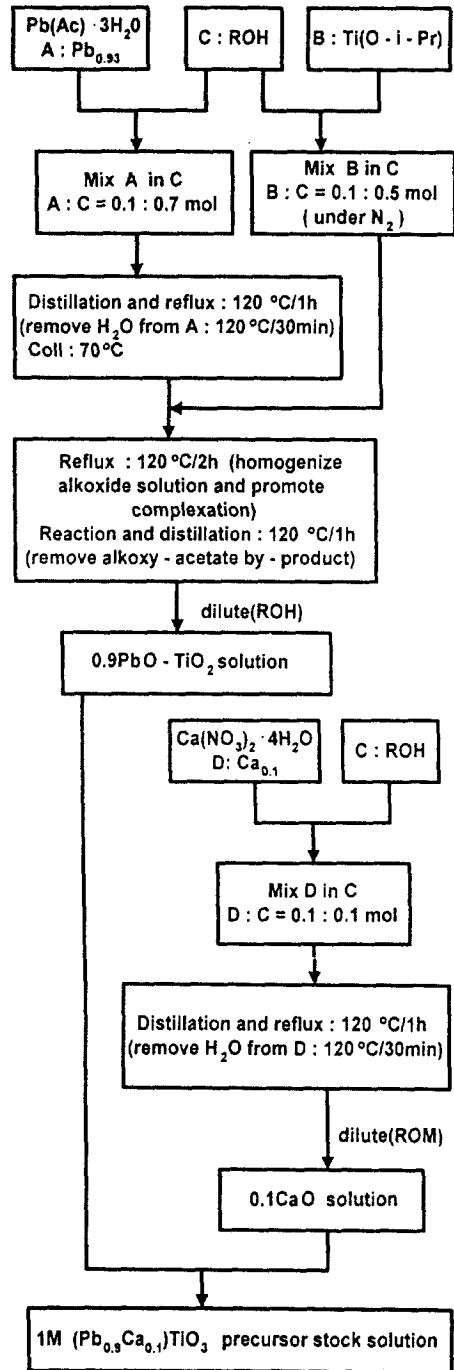 Pb(Ac) · 3H₂0
A : Pb₀.₉₃
C : ROH
B : Ti(O - i - Pr)
Mix A in C
A : C = 0.1 : 0.7 mol
Mix B in C
B : C = 0.1 : 0.5 mol
( under N₂ )
Distillation and reflux : 120 °C/1h
(remove H₂O from A : 120 °C/30min)
Coll : 70°C
Reflux : 120 °C/2h (homogenize
alkoxide solution and promote
complexation)
Reaction and distillation : 120 °C/1h
(remove alkoxy - acetate by - product)
dilute(ROH)
0.9PbO - TiO₂ solution
Ca(NO₃)₂ · 4H₂O
D: Ca₀.₁
C : ROH
Mix D in C
D : C = 0.1 : 0.1 mol
Distillation and reflux : 120 °C/1h
(remove H₂O from D : 120 °C/30min)
dilute(ROM)
0.1CaO solution
1M (Pb₀.₉Ca₀.₁)TiO₃ precursor stock solution